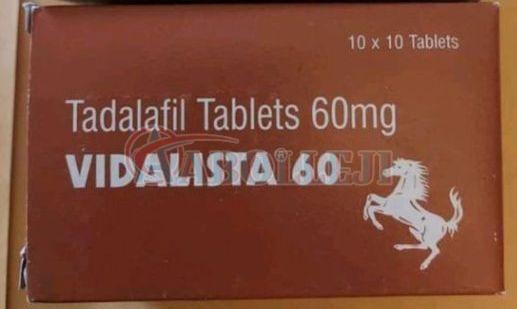 10 x 10 Tablets
Tadalafil Tablets 60mg
VIDALISTA® 60